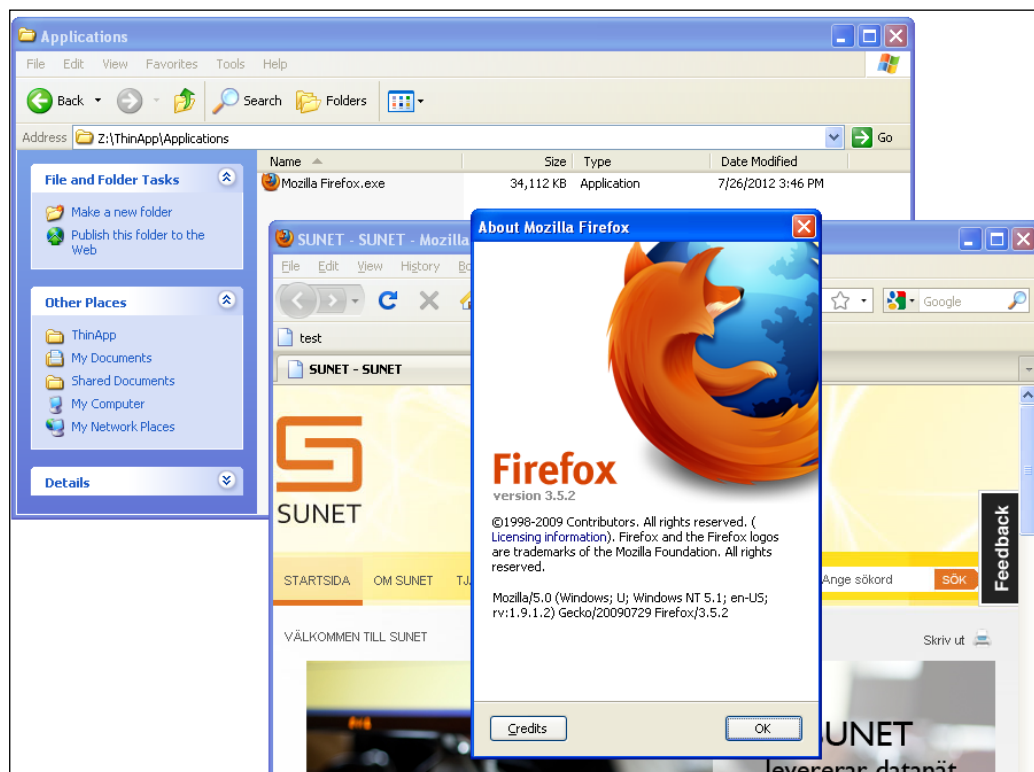 Applications
File Edit View Favorites Tools Help
Back Search Folders
Address Z:\ThinApp\Applications Go
Name Size Type Date Modified
Mozilla Firefox.exe 34,112 KB Application 7/26/2012 3:46 PM
File and Folder Tasks
Make a new folder
Publish this folder to the
Web
Other Places
ThinApp
My Documents
Shared Documents
My Computer
My Network Places
Details
SUNET - SUNET - Mozilla
File Edit View History
Google
test
SUNET - SUNET
SUNET
STARTSIDA OM SUNET
Ange sökord SÖK
Feedback
VÄLKOMMEN TILL SUNET
Skriv ut
SUNET
levererar datanät
About Mozilla Firefox
Firefox
version 3.5.2
©1998-2009 Contributors. All rights reserved. (
Licensing information). Firefox and the Firefox logos
are trademarks of the Mozilla Foundation. All rights
reserved.
Mozilla/5.0 (Windows; U; Windows NT 5.1; en-US;
rv:1.9.1.2) Gecko/20090729 Firefox/3.5.2
Credits OK